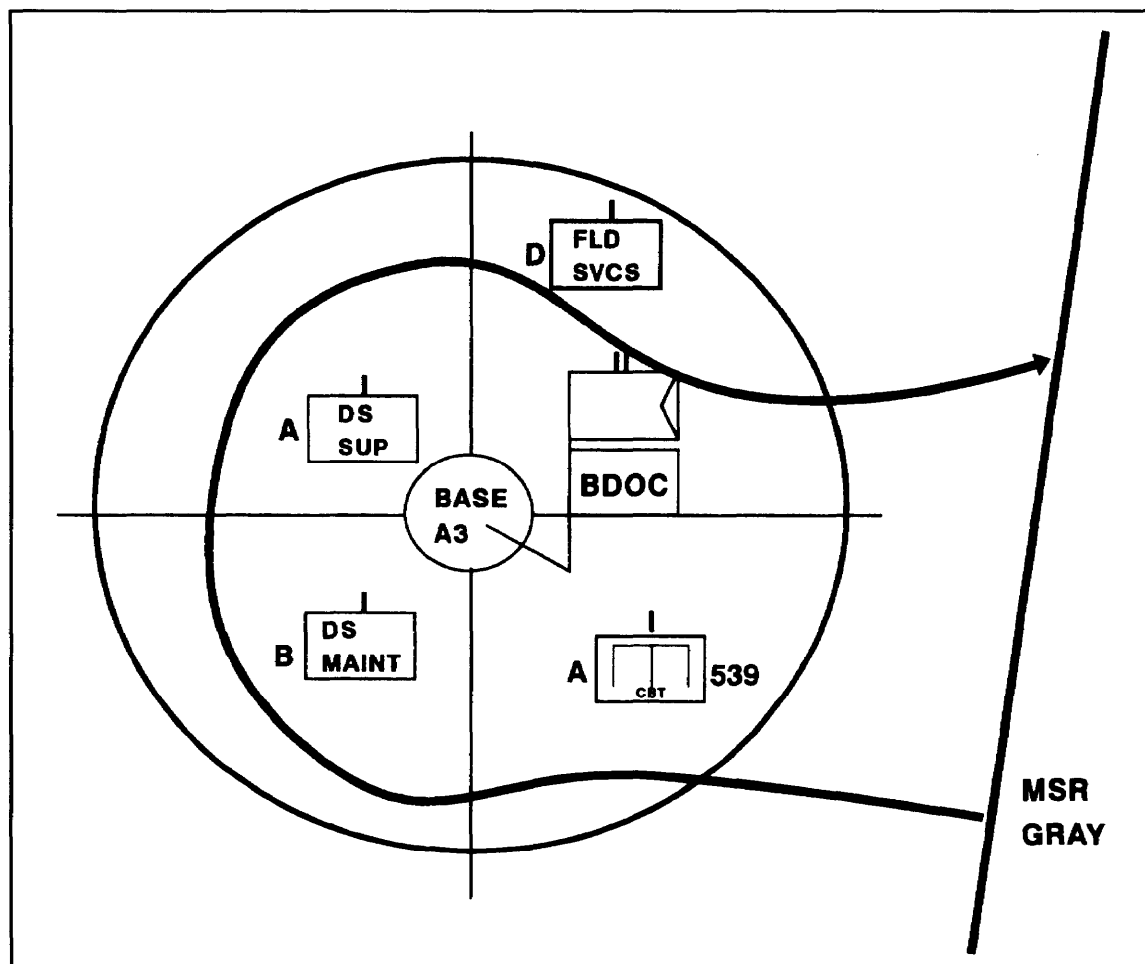 D
FLD
SVCS
A
DS
SUP
BDOC
BASE
A3
B
DS
MAINT
A
CBT
539
MSR
GRAY